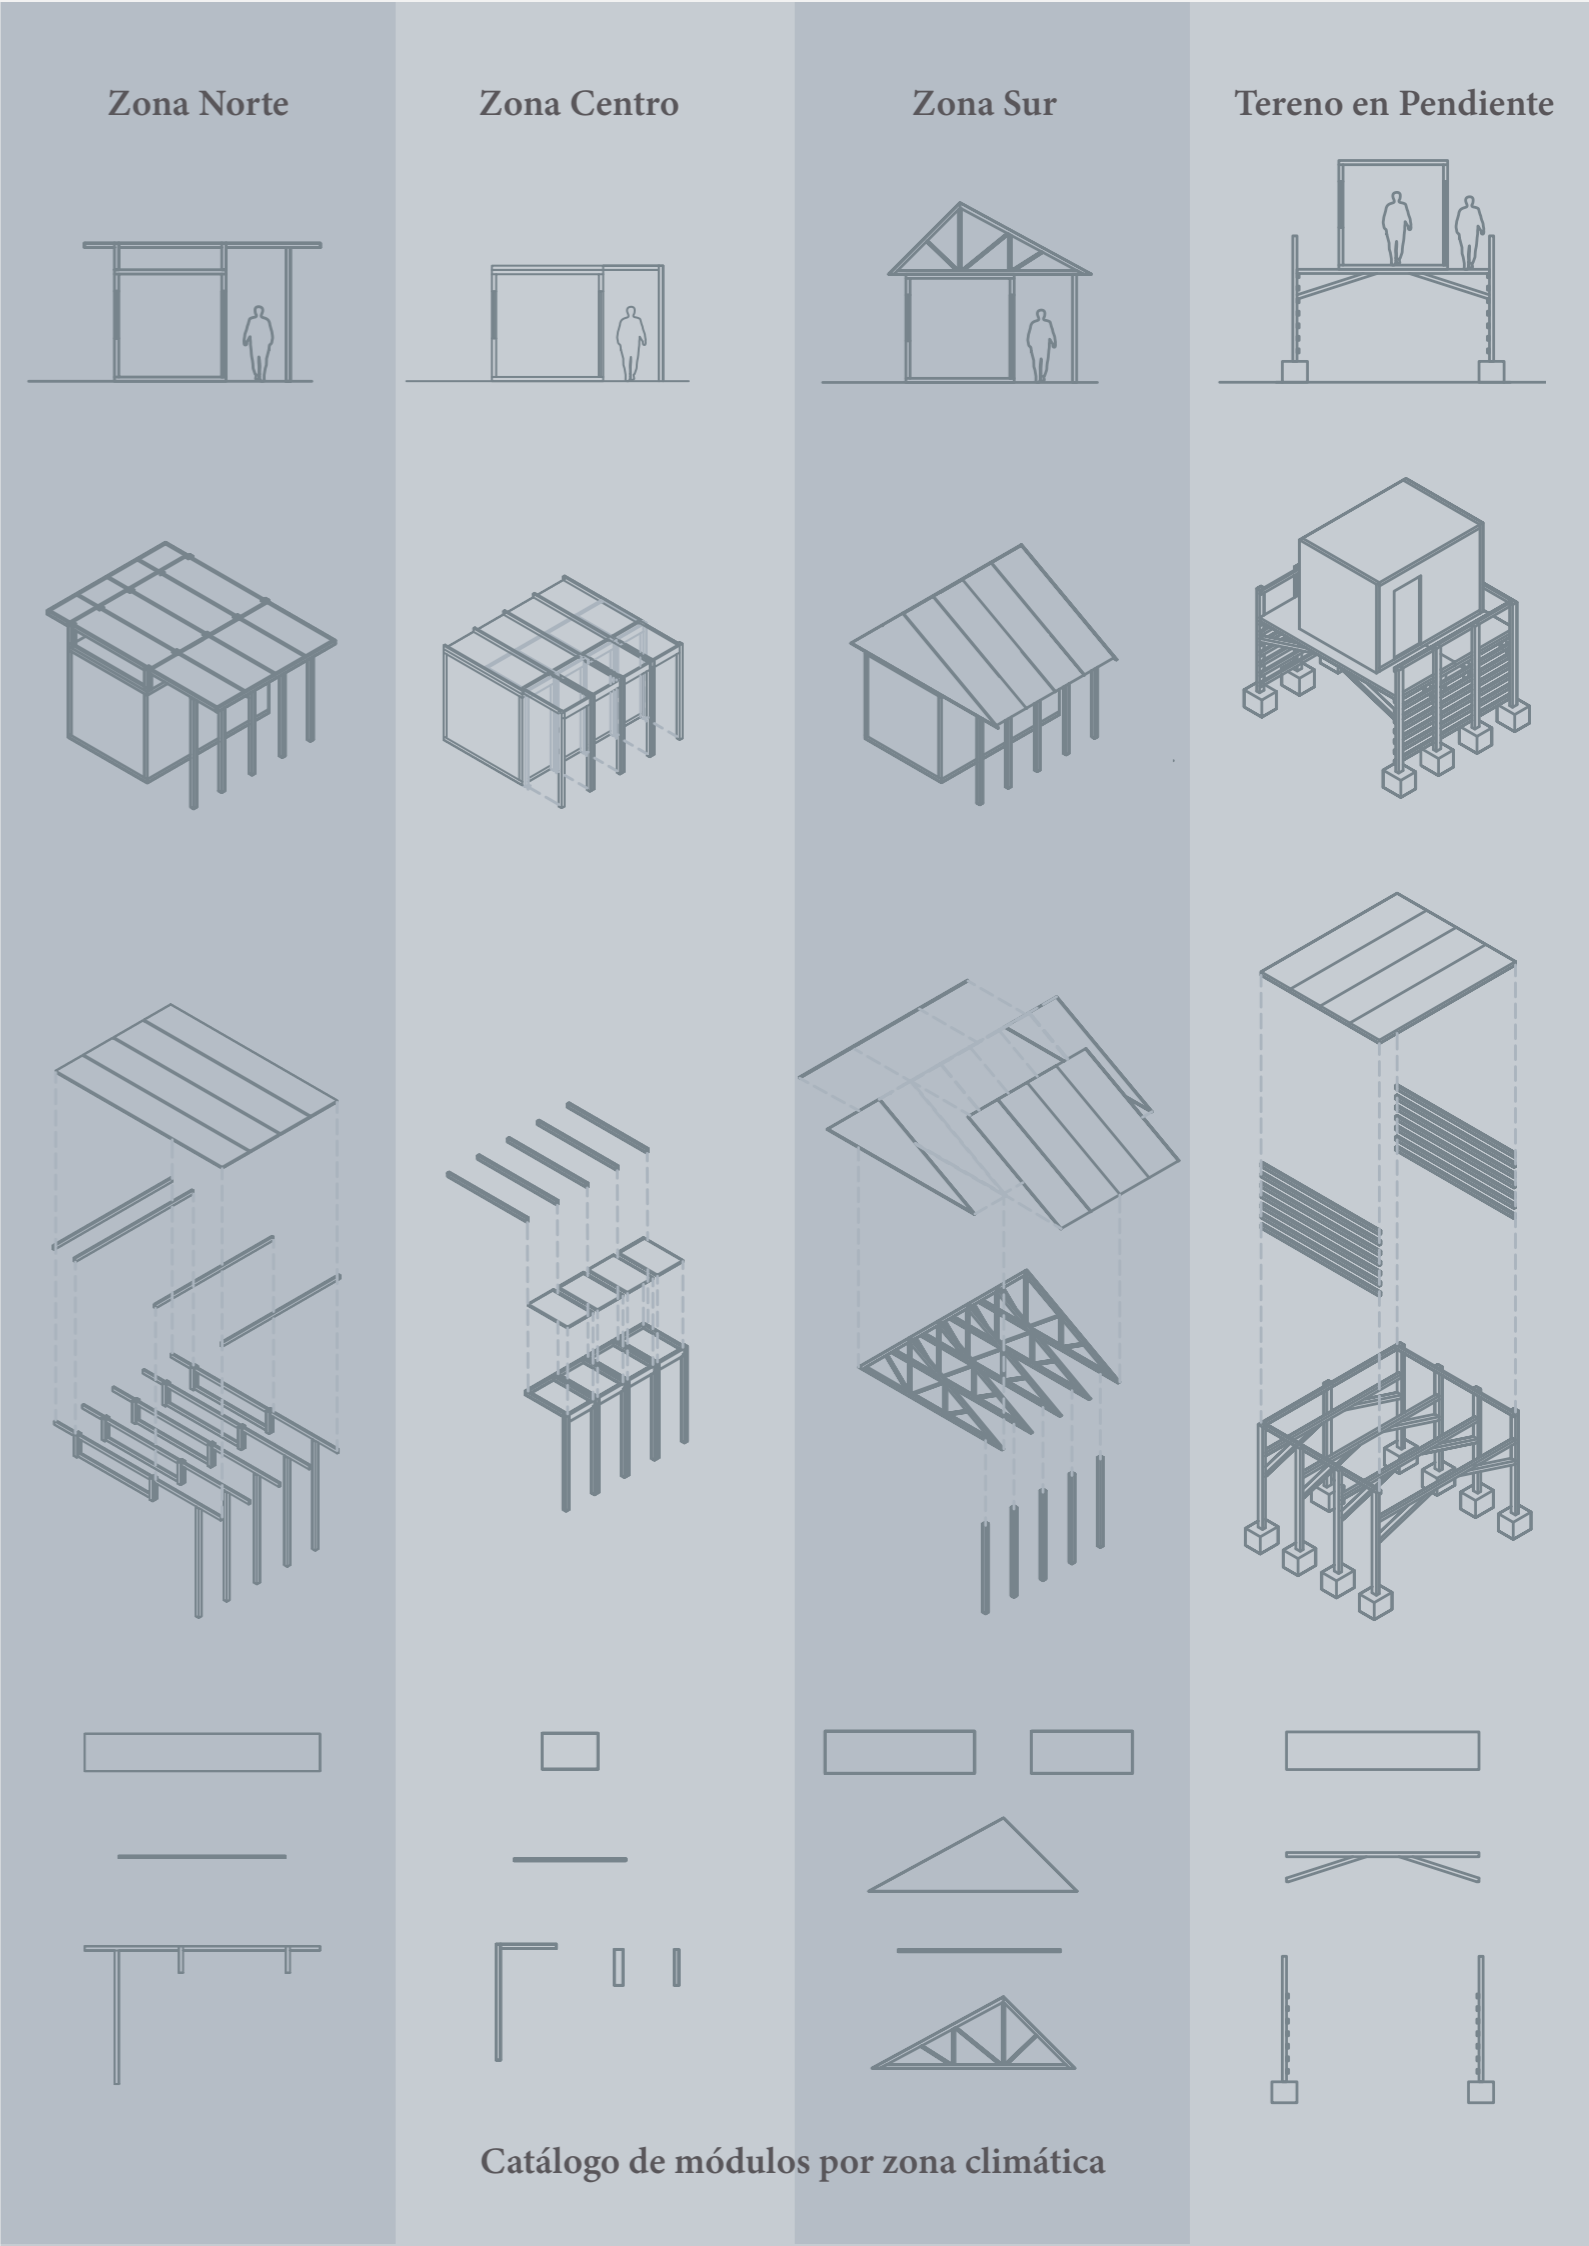 Zona Norte
Zona Centro
Zona Sur
Tereno en Pendiente
Catálogo de módulos por zona climática